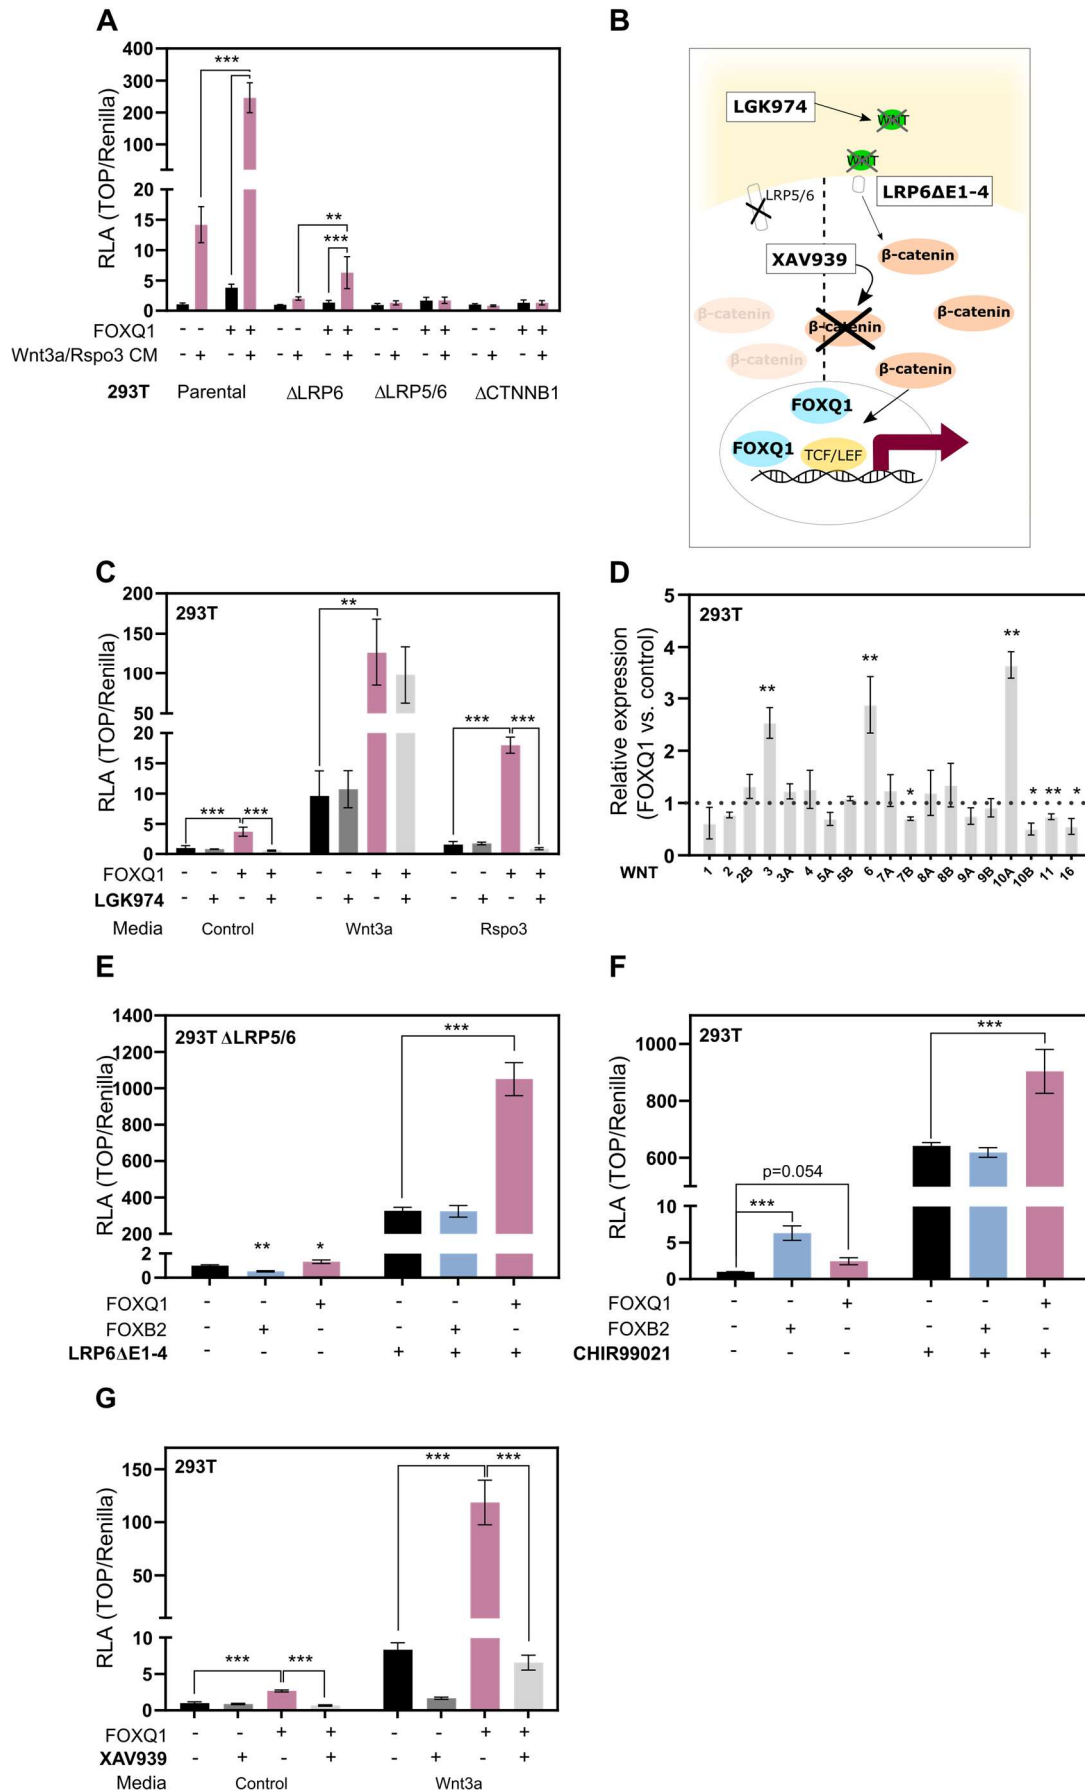 A
RLA (TOP/Renilla)
400
300
200
100
20
15
10
5
0
***
**
***
FOXQ1 - - + + - - + + - - + + - - + +
Wnt3a/Rspo3 CM - + - + - + - + - + - + - + - +
293T Parental ΔLRP6 ΔLRP5/6 ΔCTNNB1
B
LGK974
WNT
WNT
LRP5/6
LRP6ΔE1-4
XAV939
β-catenin
β-catenin
β-catenin
β-catenin
β-catenin
β-catenin
FOXQ1
FOXQ1
TCF/LEF
C
293T
RLA (TOP/Renilla)
200
150
100
50
20
15
10
5
0
**
*** ***
*** ***
FOXQ1 - - + + - - + + - - + +
LGK974 - + - + - + - + - + - +
Media Control Wnt3a Rspo3
D
293T
Relative expression
(FOXQ1 vs. control)
5
4
3
2
1
0
** ** * ** * ** *
WNT 1 2 2B 3 3A 4 5A 5B 6 7A 7B 8A 8B 9A 9B 10A 10B 11 16
E
293T ΔLRP5/6
RLA (TOP/Renilla)
1400
1200
1000
800
600
400
200
2
0
***
** *
FOXQ1 - - + - - +
FOXB2 - + - - + -
LRP6ΔE1-4 - - - + + +
F
293T
RLA (TOP/Renilla)
1000
800
600
10
5
0
***
p=0.054
***
FOXQ1 - - + - - +
FOXB2 - + - - + -
CHIR99021 - - - + + +
G
293T
RLA (TOP/Renilla)
150
100
50
10
5
0
*** ***
*** ***
FOXQ1 - - + + - - + +
XAV939 - + - + - + - +
Media Control Wnt3a